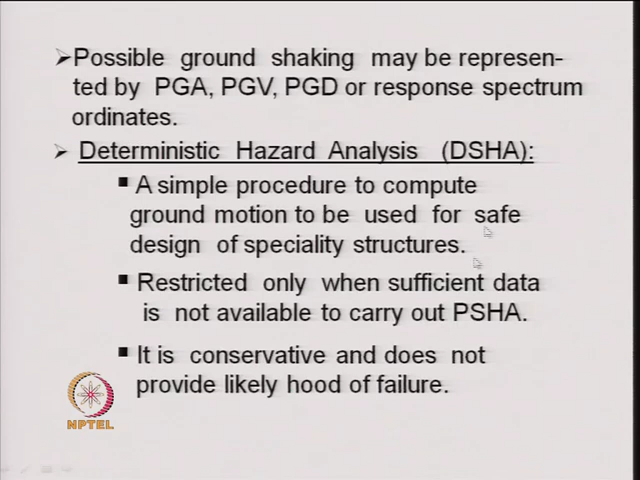 ➢Possible ground shaking may be represen-
ted by PGA, PGV, PGD or response spectrum
ordinates.
➢ Deterministic Hazard Analysis (DSHA):
▪ A simple procedure to compute
ground motion to be used for safe
design of speciality structures.
▪ Restricted only when sufficient data
is not available to carry out PSHA.
▪ It is conservative and does not
provide likely hood of failure.
NPTEL